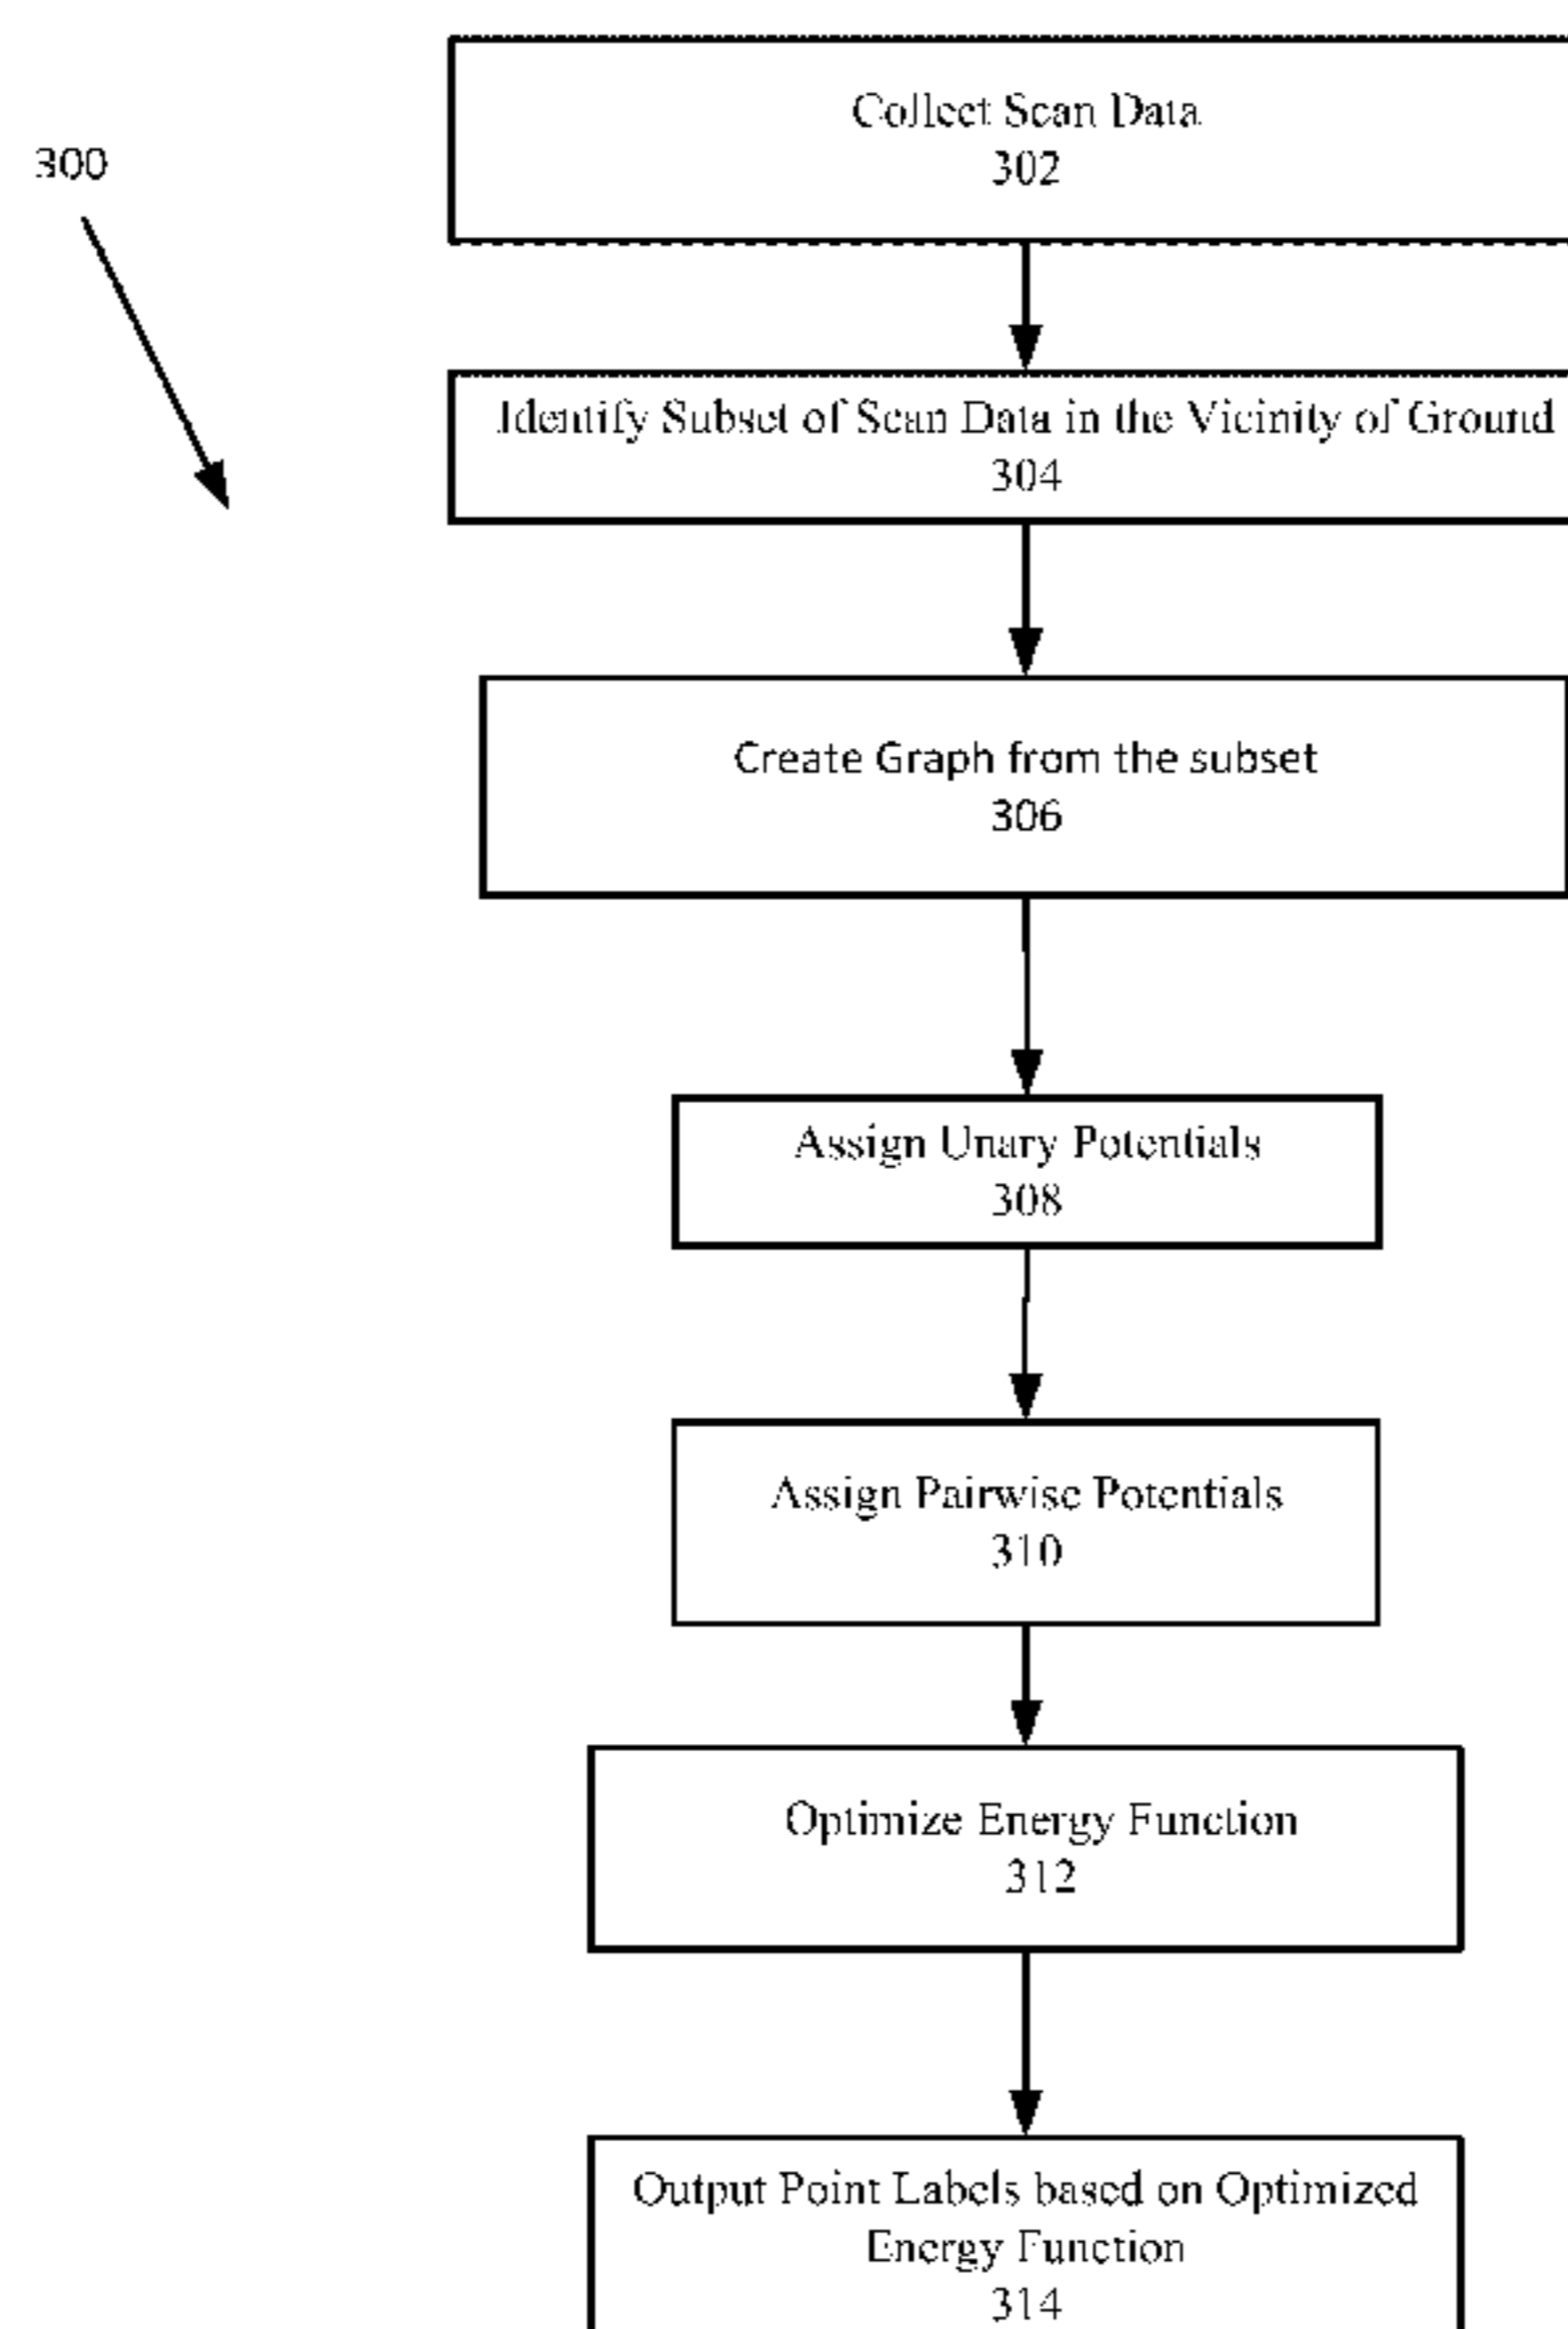 300
Collect Scan Data
302
Identify Subset of Scan Data in the Vicinity of Ground
304
Create Graph from the subset
306
Assign Unary Potentials
308
Assign Pairwise Potentials
310
Optimize Energy Function
312
Output Point Labels based on Optimized
Energy Function
314